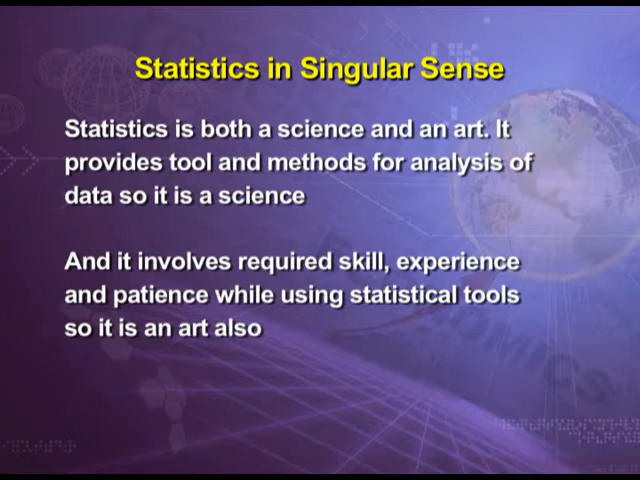 Statistics in Singular Sense
Statistics is both a science and an art. It
provides tool and methods for analysis of
data so it is a science
And it involves required skill, experience
and patience while using statistical tools
so it is an art also